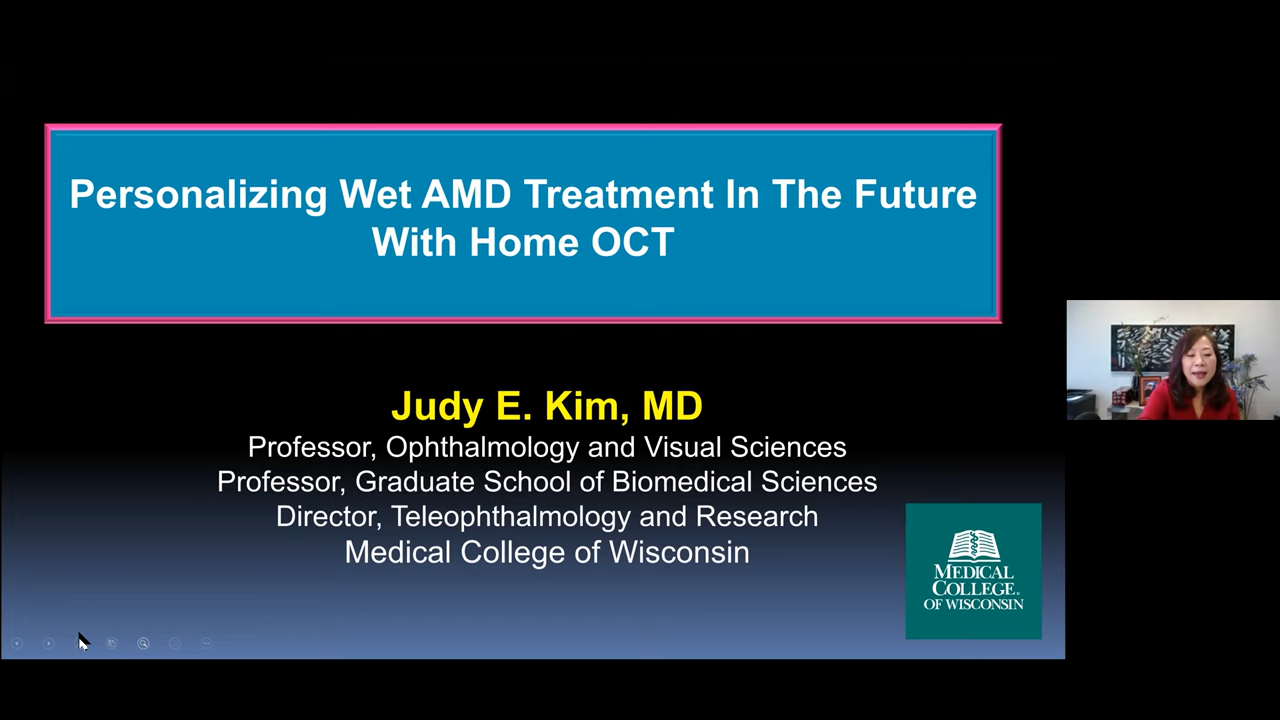 Personalizing Wet AMD Treatment In The Future
With Home OCT
Judy E. Kim, MD
Professor, Ophthalmology and Visual Sciences
Professor, Graduate School of Biomedical Sciences
Director, Teleophthalmology and Research
Medical College of Wisconsin
MEDICAL
COLLEGE®
OF WISCONSIN